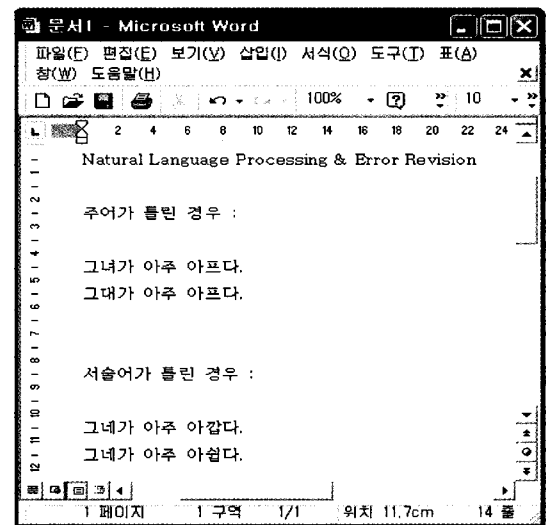 문서1 - Microsoft Word
파일(F) 편집(E) 보기(V) 삽입(I) 서식(O) 도구(T) 표(A)
창(W) 도움말(H)
100% 10
2 4 6 8 10 12 14 16 18 20 22 24
Natural Language Processing & Error Revision
주어가 틀린 경우 :
그녀가 아주 아프다.
그대가 아주 아프다.
서술어가 틀린 경우 :
그네가 아주 아깝다.
그네가 아주 아쉽다.
1 페이지 1 구역 1/1 위치 11.7cm 14 줄